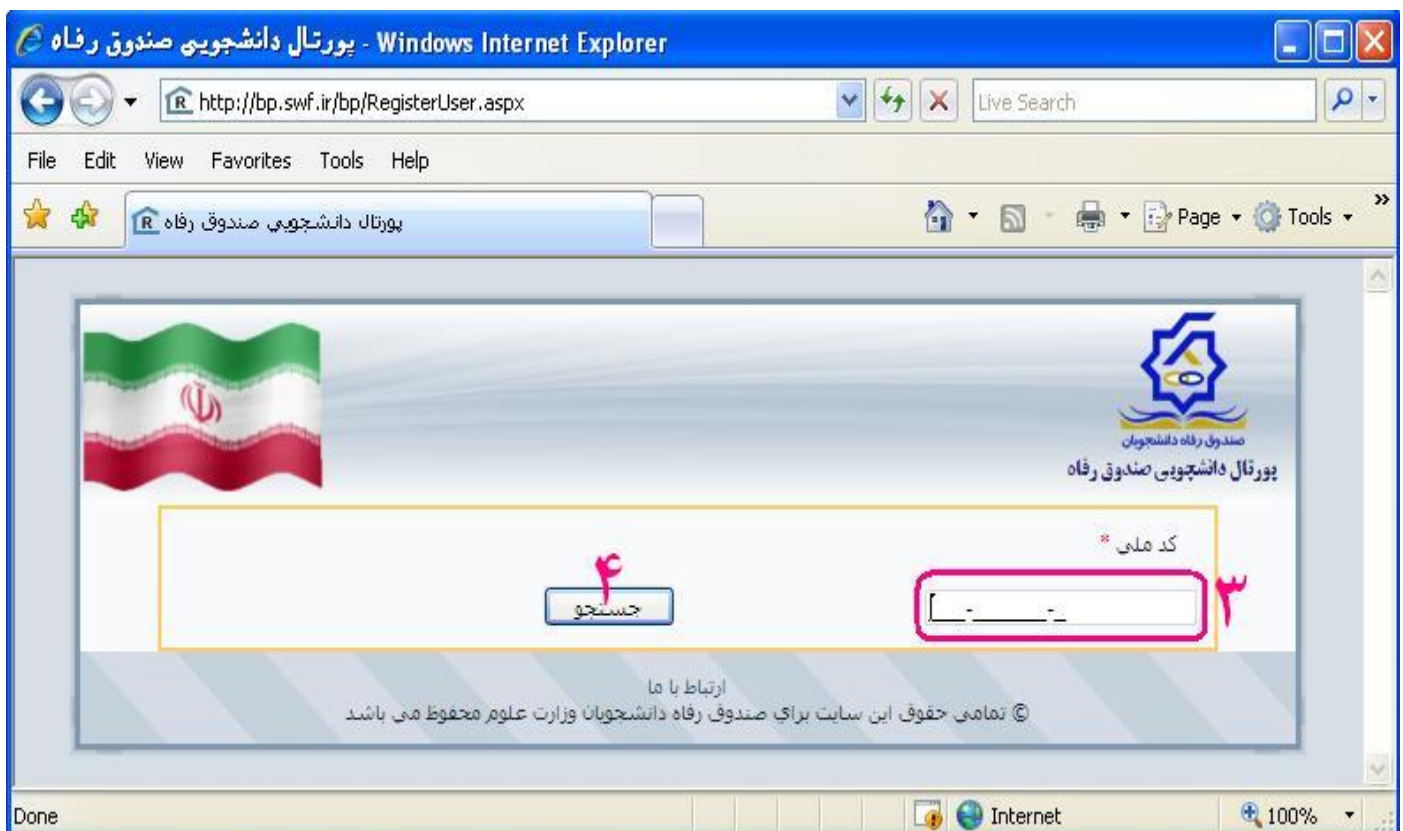 پورتال دانشجویی صندوق رفاه - Windows Internet Explorer
http://bp.swf.ir/bp/RegisterUser.aspx
Live Search
File Edit View Favorites Tools Help
پورتال دانشجویی صندوق رفاه
Page Tools
صندوق رفاه دانشجویان
پورتال دانشجویی صندوق رفاه
کد ملی *
۳
___-______-_
۴
جستجو
ارتباط با ما
© تمامی حقوق این سایت برای صندوق رفاه دانشجویان وزارت علوم محفوظ می باشد
Done Internet 100%